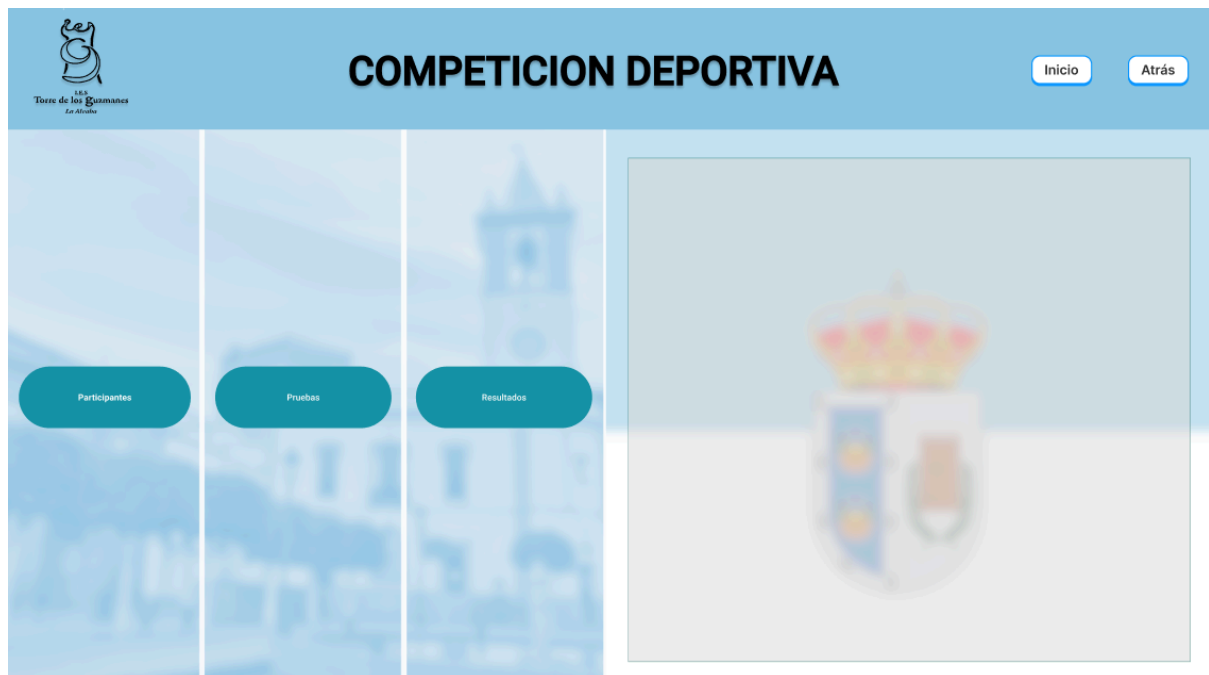 I.E.S
Torre de los Guzmanes
La Algaba
COMPETICION DEPORTIVA
Inicio
Atrás
Participantes
Pruebas
Resultados